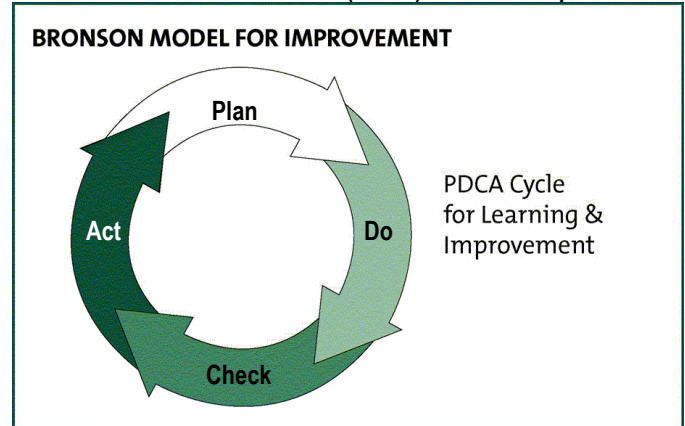 BRONSON MODEL FOR IMPROVEMENT
Plan
Do
Check
Act
PDCA Cycle
for Learning &
Improvement